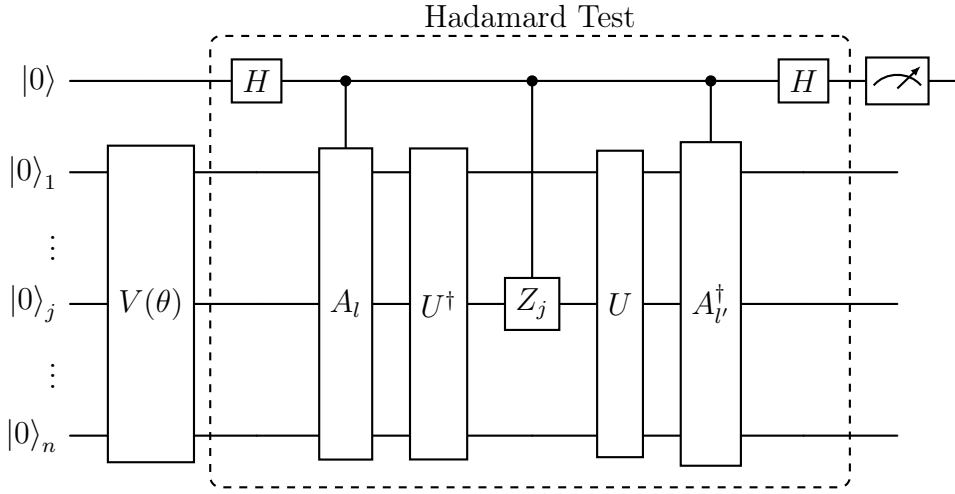 Hadamard Test
|0⟩ H H
|0⟩₁
⋮
|0⟩ⱼ V(θ) Aₗ U† Zⱼ U A†ₗ′
⋮
|0⟩ₙ